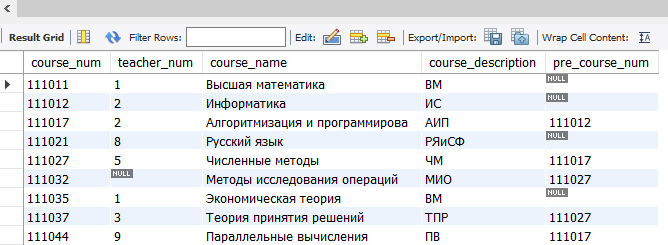 Result Grid Filter Rows: Edit: Export/Import: Wrap Cell Content: IA
course_num teacher_num course_name course_description pre_course_num
111011 1 Высшая математика ВМ NULL
111012 2 Информатика ИС NULL
111017 2 Алгоритмизация и программирова АИП 111012
111021 8 Русский язык РЯиСФ NULL
111027 5 Численные методы ЧМ 111017
111032 NULL Методы исследования операций МИО 111027
111035 1 Экономическая теория ВМ NULL
111037 3 Теория принятия решений ТПР 111027
111044 9 Параллельные вычисления ПВ 111017